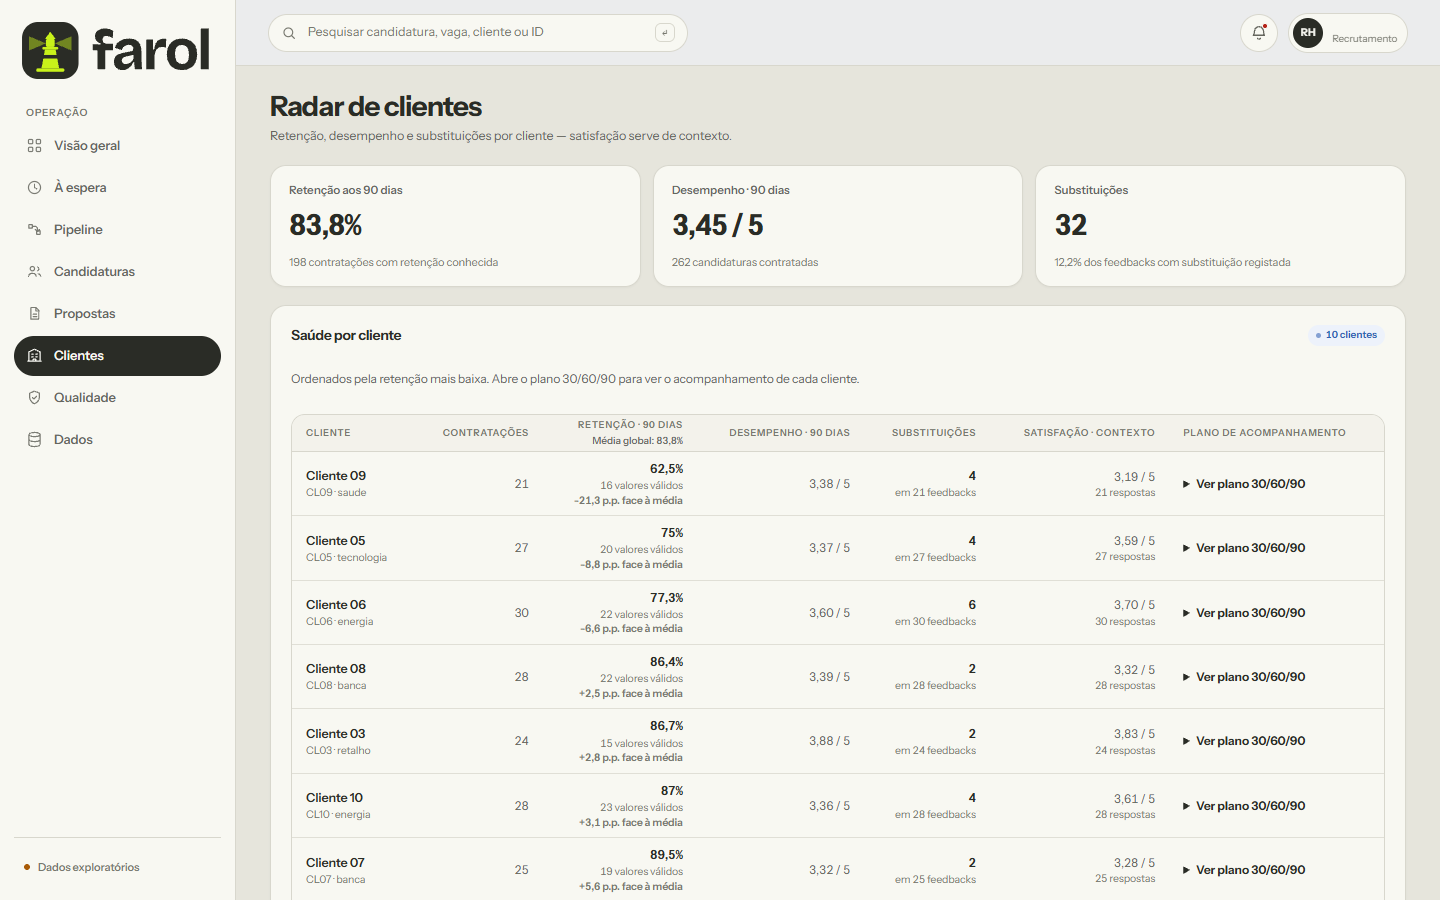 farol
OPERAÇÃO
Visão geral
À espera
Pipeline
Candidaturas
Propostas
Clientes
Qualidade
Dados
Dados exploratórios
Pesquisar candidatura, vaga, cliente ou ID
RH
Recrutamento
Radar de clientes
Retenção, desempenho e substituições por cliente — satisfação serve de contexto.
Retenção aos 90 dias
83,8%
198 contratações com retenção conhecida
Desempenho · 90 dias
3,45 / 5
262 candidaturas contratadas
Substituições
32
12,2% dos feedbacks com substituição registada
Saúde por cliente
10 clientes
Ordenados pela retenção mais baixa. Abre o plano 30/60/90 para ver o acompanhamento de cada cliente.
CLIENTE CONTRATAÇÕES RETENÇÃO · 90 DIAS DESEMPENHO · 90 DIAS SUBSTITUIÇÕES SATISFAÇÃO · CONTEXTO PLANO DE ACOMPANHAMENTO
Média global: 83,8%
Cliente 09 21 62,5% 3,38 / 5 4 3,19 / 5 Ver plano 30/60/90
CL09 · saude 16 valores válidos em 21 feedbacks 21 respostas
-21,3 p.p. face à média
Cliente 05 27 75% 3,37 / 5 4 3,59 / 5 Ver plano 30/60/90
CL05 · tecnologia 20 valores válidos em 27 feedbacks 27 respostas
-8,8 p.p. face à média
Cliente 06 30 77,3% 3,60 / 5 6 3,70 / 5 Ver plano 30/60/90
CL06 · energia 22 valores válidos em 30 feedbacks 30 respostas
-6,6 p.p. face à média
Cliente 08 28 86,4% 3,39 / 5 2 3,32 / 5 Ver plano 30/60/90
CL08 · banca 22 valores válidos em 28 feedbacks 28 respostas
+2,5 p.p. face à média
Cliente 03 24 86,7% 3,88 / 5 2 3,83 / 5 Ver plano 30/60/90
CL03 · retalho 15 valores válidos em 24 feedbacks 24 respostas
+2,8 p.p. face à média
Cliente 10 28 87% 3,36 / 5 4 3,61 / 5 Ver plano 30/60/90
CL10 · energia 23 valores válidos em 28 feedbacks 28 respostas
+3,1 p.p. face à média
Cliente 07 25 89,5% 3,32 / 5 2 3,28 / 5 Ver plano 30/60/90
CL07 · banca 19 valores válidos em 25 feedbacks 25 respostas
+5,6 p.p. face à média